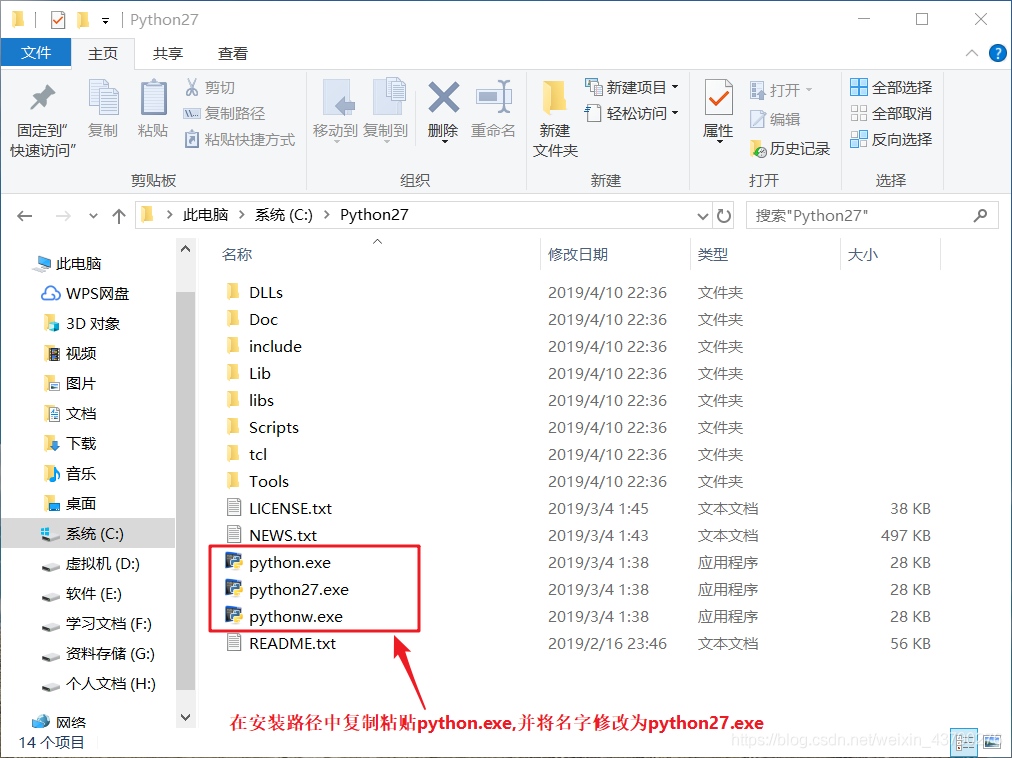 Python27
文件 主页 共享 查看
固定到"快速访问"
复制
粘贴
剪切
复制路径
粘贴快捷方式
剪贴板
移动到 复制到 删除 重命名
组织
新建
文件夹
新建项目
轻松访问
新建
属性
打开
编辑
历史记录
打开
全部选择
全部取消
反向选择
选择
此电脑 > 系统 (C:) > Python27
搜索"Python27"
此电脑
WPS网盘
3D 对象
视频
图片
文档
下载
音乐
桌面
系统 (C:)
虚拟机 (D:)
软件 (E:)
学习文档 (F:)
资料存储 (G:)
个人文档 (H:)
网络
名称 修改日期 类型 大小
DLLs 2019/4/10 22:36 文件夹
Doc 2019/4/10 22:36 文件夹
include 2019/4/10 22:36 文件夹
Lib 2019/4/10 22:36 文件夹
libs 2019/4/10 22:36 文件夹
Scripts 2019/4/10 22:36 文件夹
tcl 2019/4/10 22:36 文件夹
Tools 2019/4/10 22:36 文件夹
LICENSE.txt 2019/3/4 1:45 文本文档 38 KB
NEWS.txt 2019/3/4 1:43 文本文档 497 KB
python.exe 2019/3/4 1:38 应用程序 28 KB
python27.exe 2019/3/4 1:38 应用程序 28 KB
pythonw.exe 2019/3/4 1:38 应用程序 28 KB
README.txt 2019/2/16 23:46 文本文档 56 KB
在安装路径中复制粘贴python.exe,并将名字修改为python27.exe
14 个项目